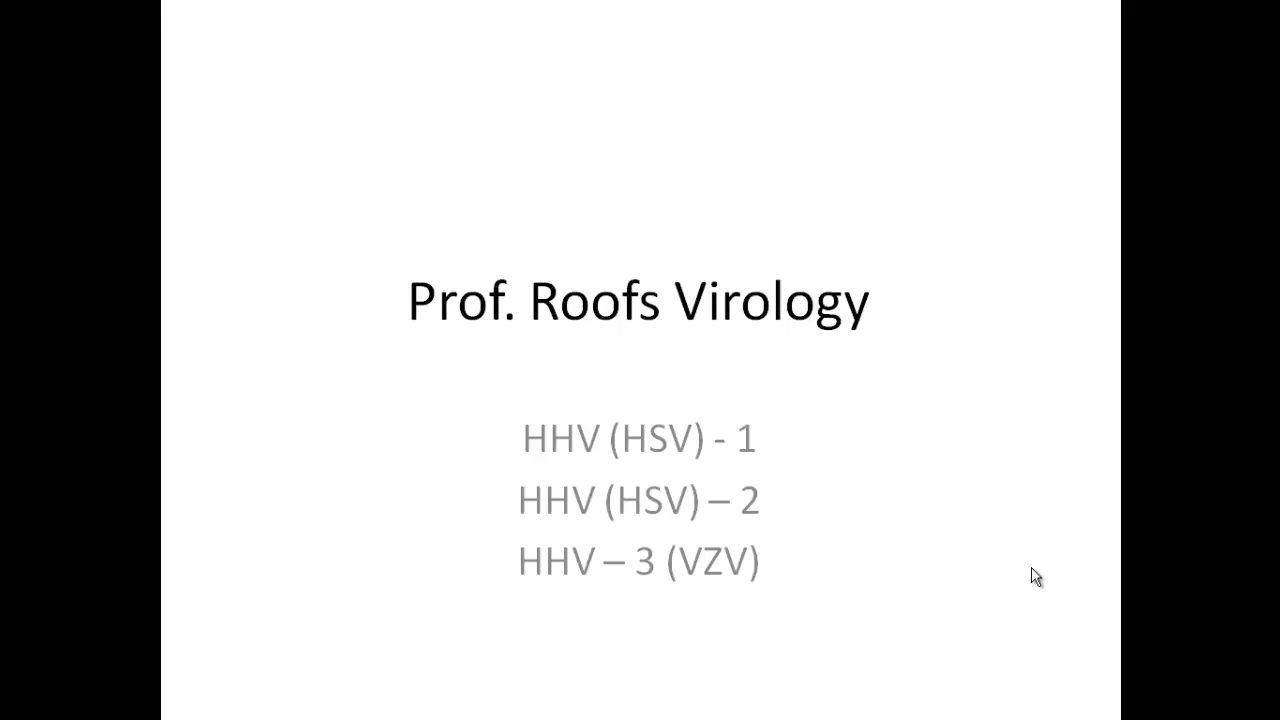 Prof. Roofs Virology
HHV (HSV) - 1
HHV (HSV) – 2
HHV – 3 (VZV)